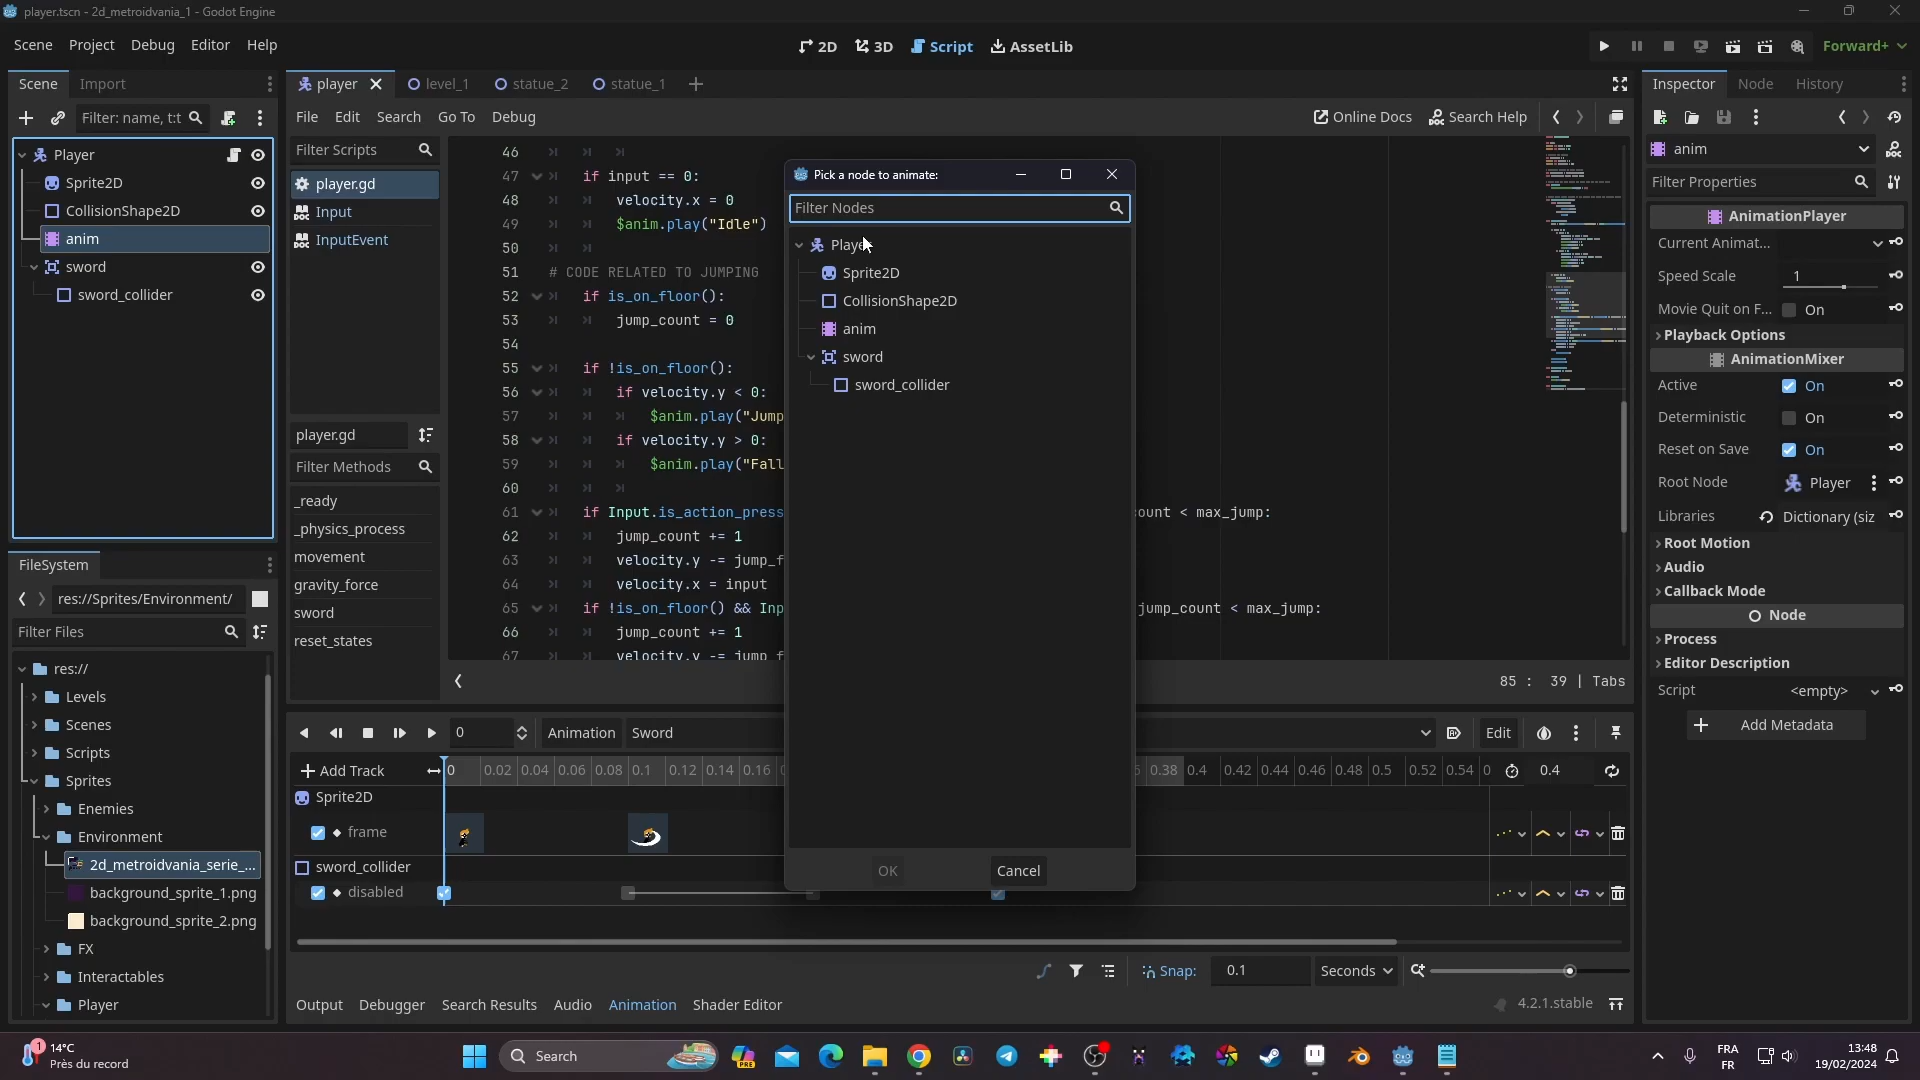 player.tscn - 2d_metroidvania_1 - Godot Engine
Scene Project Debug Editor Help
2D 3D Script AssetLib
Forward+
Scene Import
Filter: name, t:t
Player
Sprite2D
CollisionShape2D
anim
sword
sword_collider
FileSystem
res://Sprites/Environment/
Filter Files
res://
Levels
Scenes
Scripts
Sprites
Enemies
Environment
2d_metroidvania_serie_...
background_sprite_1.png
background_sprite_2.png
FX
Interactables
Player
player level_1 statue_2 statue_1
File Edit Search Go To Debug
Online Docs Search Help
Filter Scripts
player.gd
Input
InputEvent
player.gd
Filter Methods
_ready
_physics_process
movement
gravity_force
sword
reset_states
46
47 if input == 0:
48 velocity.x = 0
49 $anim.play("Idle")
50
51 # CODE RELATED TO JUMPING
52 if is_on_floor():
53 jump_count = 0
54
55 if !is_on_floor():
56 if velocity.y < 0:
57 $anim.play("Jump
58 if velocity.y > 0:
59 $anim.play("Fall
60
61 if Input.is_action_press ount < max_jump:
62 jump_count += 1
63 velocity.y -= jump_f
64 velocity.x = input
65 if !is_on_floor() && Inp jump_count < max_jump:
66 jump_count += 1
67 velocity.y -= jump f
85 : 39 | Tabs
Pick a node to animate:
Filter Nodes
Player
Sprite2D
CollisionShape2D
anim
sword
sword_collider
OK Cancel
0 Animation Sword Edit
Add Track 0 0.02 0.04 0.06 0.08 0.1 0.12 0.14 0.16 0.38 0.4 0.42 0.44 0.46 0.48 0.5 0.52 0.54 0 0.4
Sprite2D
frame
sword_collider
disabled
Snap: 0.1 Seconds
Output Debugger Search Results Audio Animation Shader Editor
4.2.1.stable
Inspector Node History
anim
Filter Properties
AnimationPlayer
Current Animat...
Speed Scale 1
Movie Quit on F... On
Playback Options
AnimationMixer
Active On
Deterministic On
Reset on Save On
Root Node Player
Libraries Dictionary (siz
Root Motion
Audio
Callback Mode
Node
Process
Editor Description
Script <empty>
Add Metadata
1
14°C
Près du record
Search
PRE
FRA
FR
13:48
19/02/2024